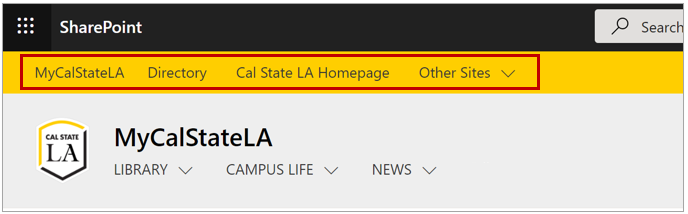 SharePoint Search
MyCalStateLA Directory Cal State LA Homepage Other Sites
CAL STATE
LA
MyCalStateLA
LIBRARY CAMPUS LIFE NEWS